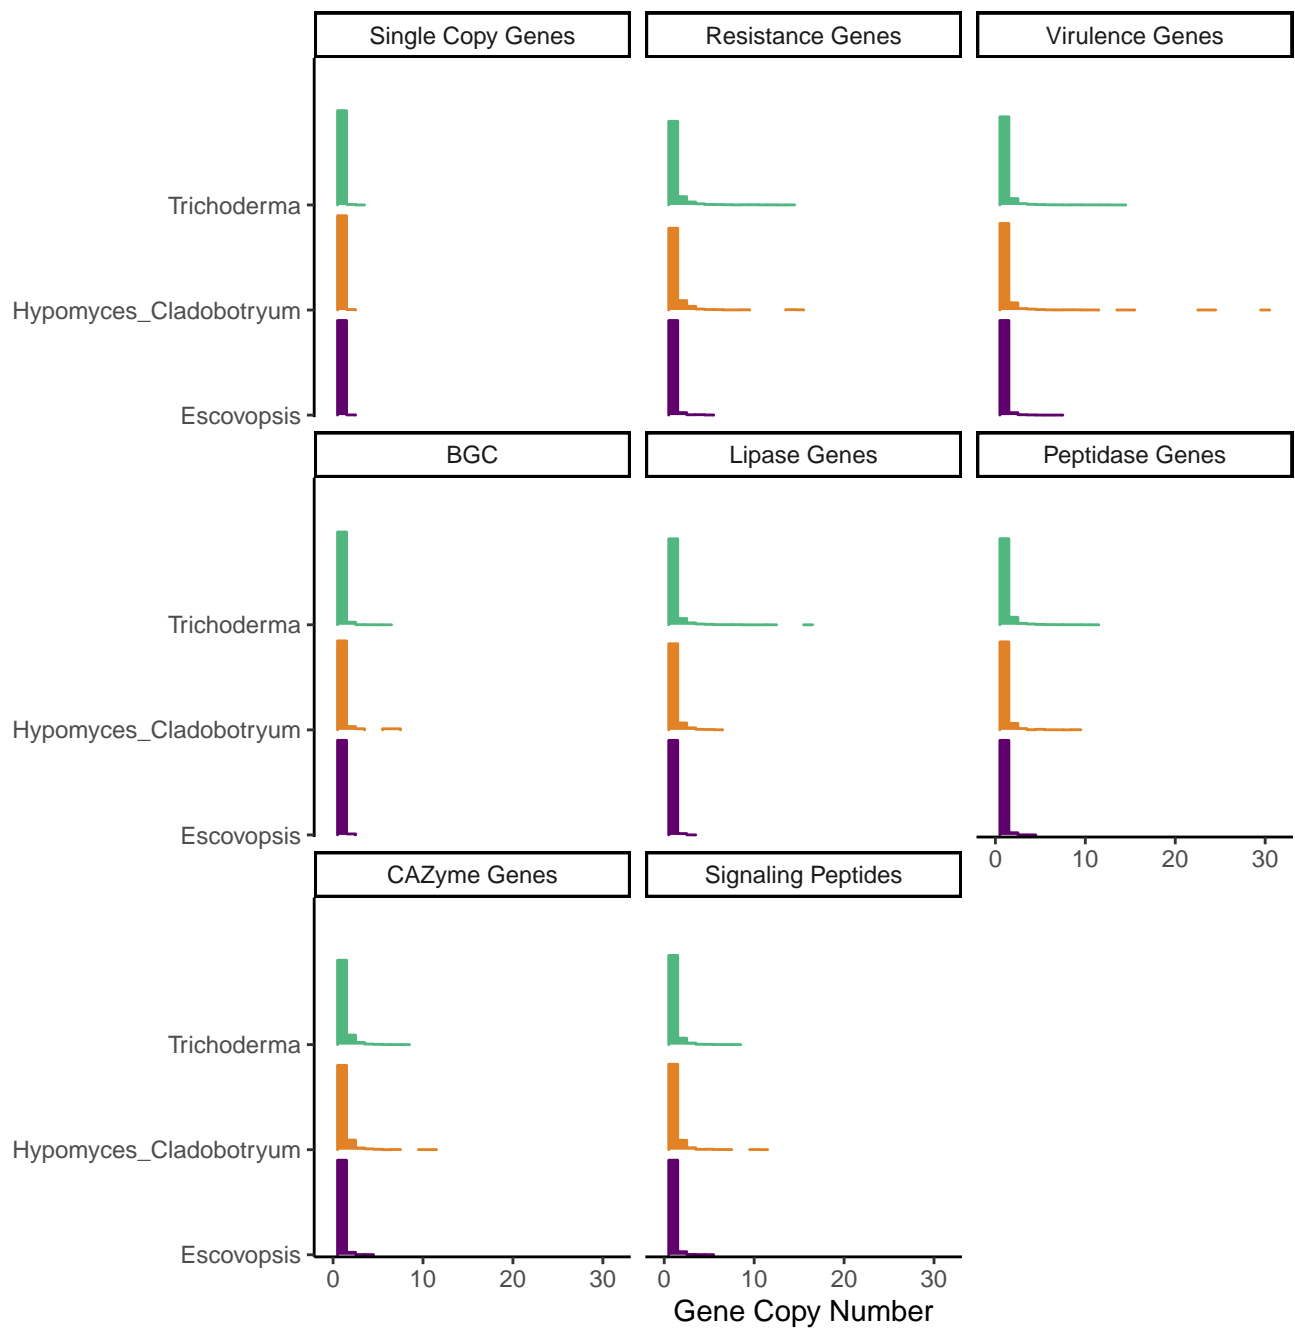 Single Copy Genes
Resistance Genes
Virulence Genes
Trichoderma
Hypomyces_Cladobotryum
Escovopsis
BGC
Lipase Genes
Peptidase Genes
Trichoderma
Hypomyces_Cladobotryum
Escovopsis
0 10 20 30
CAZyme Genes
Signaling Peptides
Trichoderma
Hypomyces_Cladobotryum
Escovopsis
0 10 20 30
0 10 20 30
Gene Copy Number